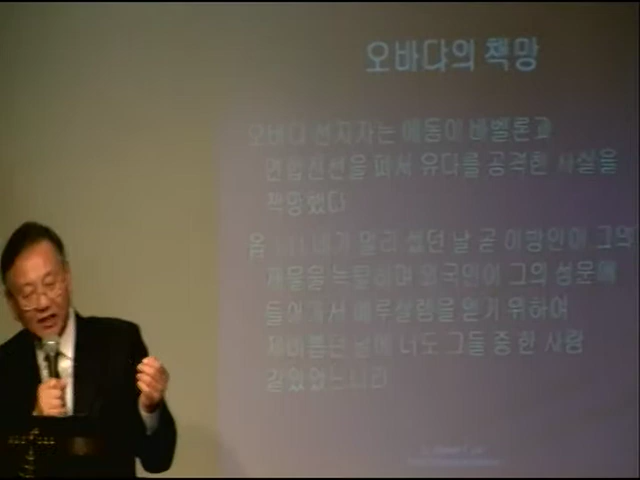 오바댜의 책망
오바댜 선지자는 에돔이 바벨론과
연합전선을 펴서 유다를 공격한 사실을
책망했다
옵 1:11 네가 멀리 섰던 날 곧 이방인이 그의
재물을 늑탈하며 외국인이 그의 성문에
들어가서 예루살렘을 얻기 위하여
제비뽑던 날에 너도 그들 중 한 사람
같았었느니라